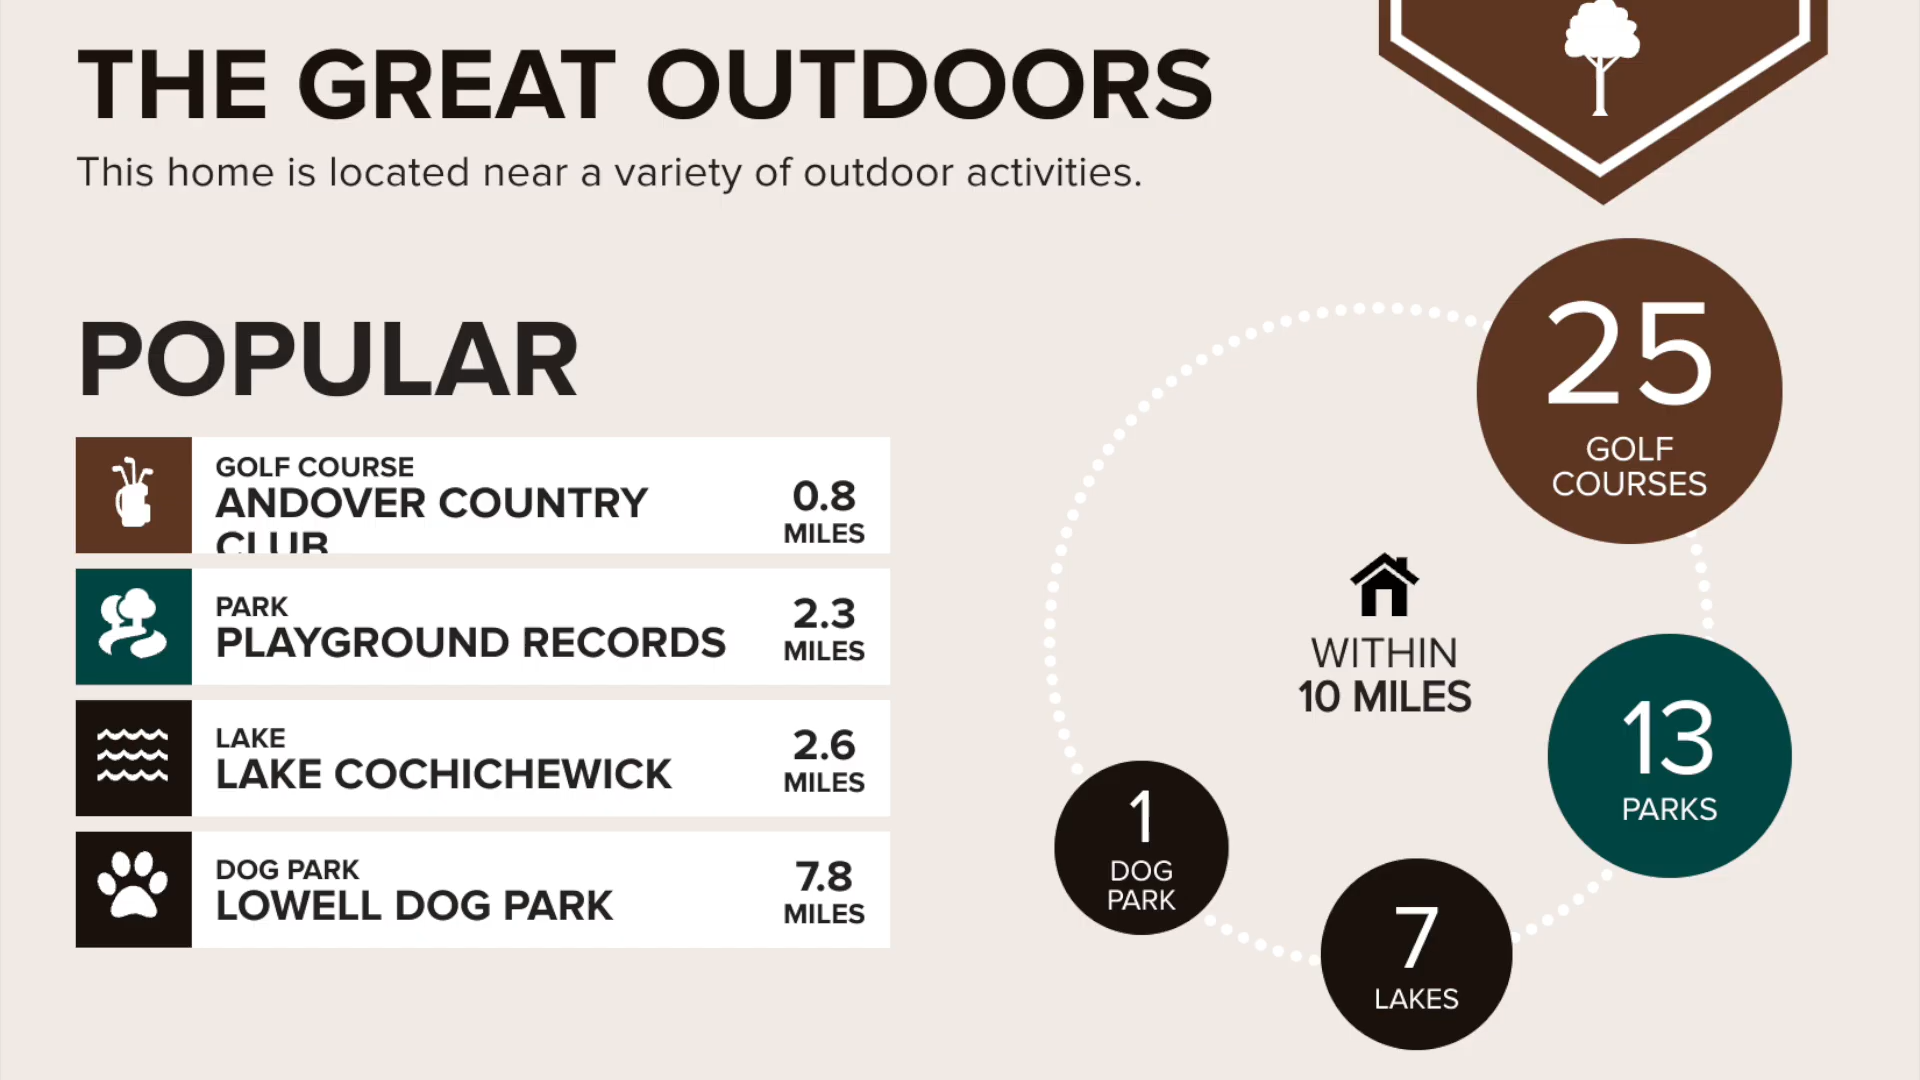 THE GREAT OUTDOORS
This home is located near a variety of outdoor activities.
POPULAR
GOLF COURSE
ANDOVER COUNTRY
CLUB
0.8
MILES
PARK
PLAYGROUND RECORDS
2.3
MILES
LAKE
LAKE COCHICHEWICK
2.6
MILES
DOG PARK
LOWELL DOG PARK
7.8
MILES
25
GOLF
COURSES
WITHIN
10 MILES
13
PARKS
1
DOG
PARK
7
LAKES